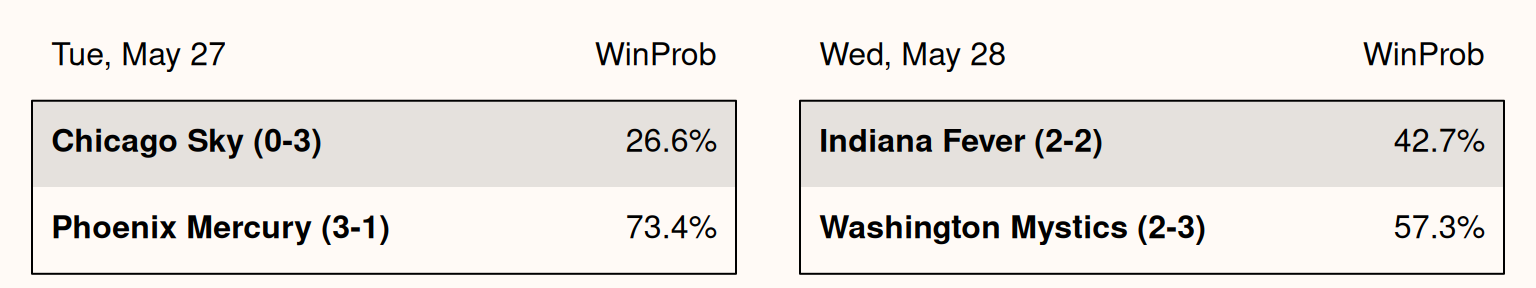 Tue, May 27 WinProb
Chicago Sky (0-3) 26.6%
Phoenix Mercury (3-1) 73.4%
Wed, May 28 WinProb
Indiana Fever (2-2) 42.7%
Washington Mystics (2-3) 57.3%